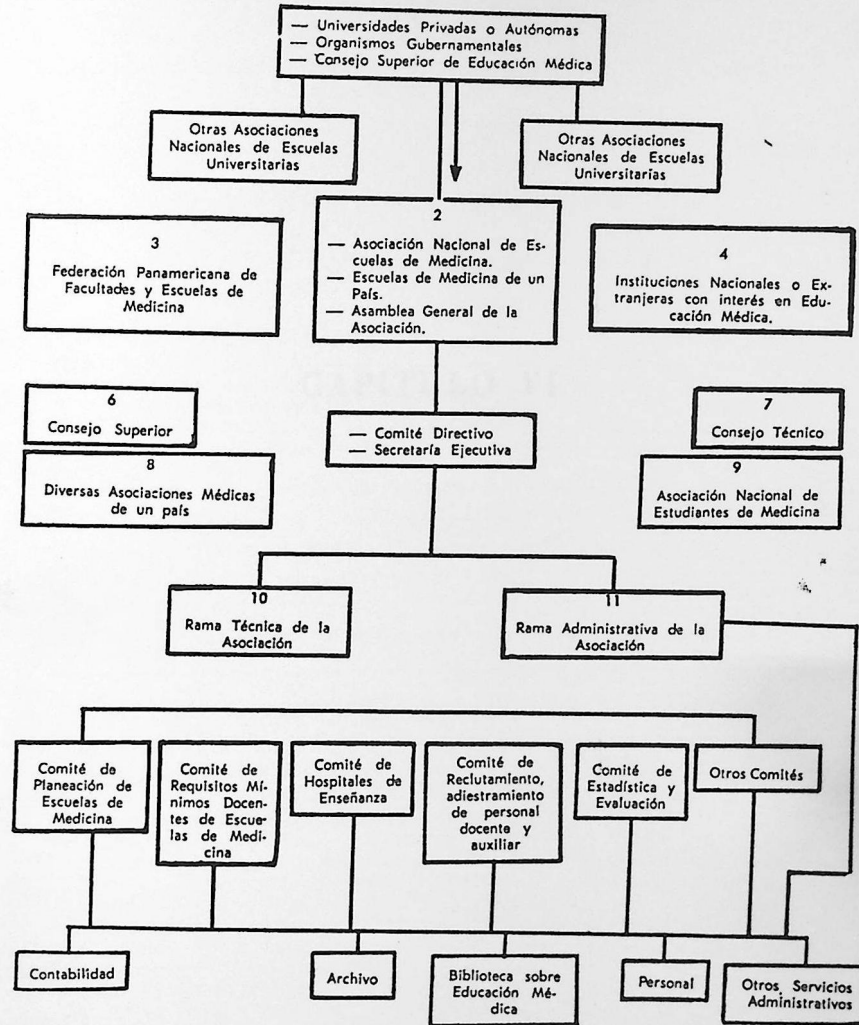 — Universidades Privadas o Autónomas
— Organismos Gubernamentales
— Consejo Superior de Educación Médica
Otras Asociaciones
Nacionales de Escuelas
Universitarias
Otras Asociaciones
Nacionales de Escuelas
Universitarias
2
— Asociación Nacional de Es-
cuelas de Medicina.
— Escuelas de Medicina de un
País.
— Asamblea General de la
Asociación.
3
Federación Panamericana de
Facultades y Escuelas de
Medicina
4
Instituciones Nacionales o Ex-
tranjeras con interés en Edu-
cación Médica.
6
Consejo Superior
— Comité Directivo
— Secretaría Ejecutiva
7
Consejo Técnico
8
Diversas Asociaciones Médicas
de un país
9
Asociación Nacional de
Estudiantes de Medicina
10
Rama Técnica de la
Asociación
11
Rama Administrativa de la
Asociación
Comité de
Planeación de
Escuelas de
Medicina
Comité de
Requisitos Mí-
nimos Docen-
tes de Escue-
las de Medi-
cina
Comité de
Hospitales de
Enseñanza
Comité de
Reclutamiento,
adiestramiento
de personal
docente y
auxiliar
Comité de
Estadística y
Evaluación
Otros Comités
Contabilidad
Archivo
Biblioteca sobre
Educación Mé-
dica
Personal
Otros Servicios
Administrativos